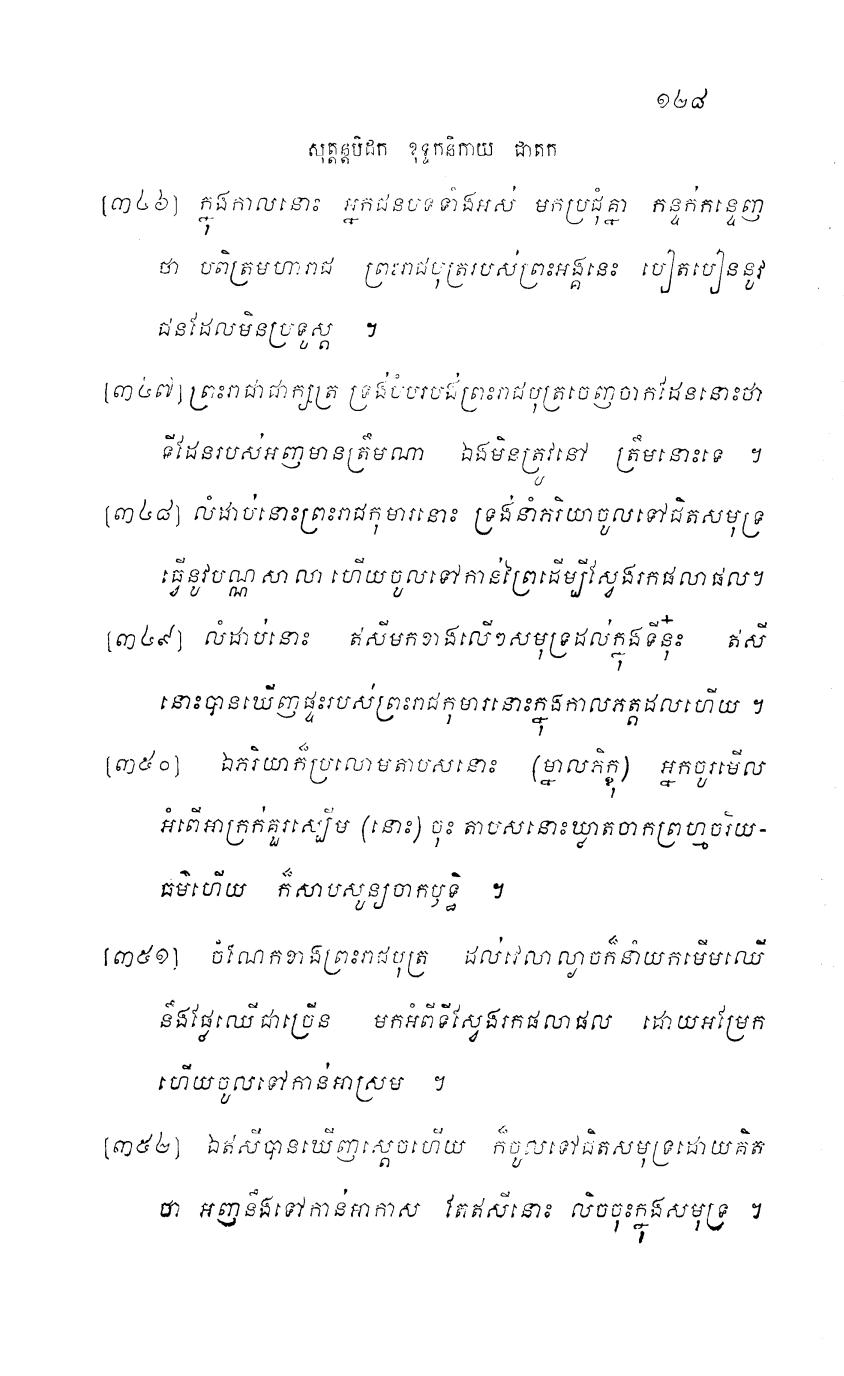 ១២៨
សុត្តន្តបិដក ខុទ្ទកនិកាយ ជាតក
[៣៤៦] ក្នុងកាលនោះ អ្នកជនបទទាំងអស់ មកប្រជុំគ្នា កន្ទក់កន្ទេញ
ថា បពិត្រមហារាជ ព្រះរាជបុត្ររបស់ព្រះអង្គនេះ បៀតបៀននូវ
ជនដែលមិនប្រទូស្ត ។
[៣៤៧] ព្រះរាជាជាក្សត្រ ទ្រង់បំបរបង់ព្រះរាជបុត្រចេញចាកដែននោះថា
ទីដែនរបស់អញមានត្រឹមណា ឯងមិនត្រូវនៅ ត្រឹមនោះទេ ។
[៣៤៨] លំដាប់នោះព្រះរាជកុមារនោះ ទ្រង់នាំភរិយាចូលទៅជិតសមុទ្រ
ធ្វើនូវបណ្ណសាលា ហើយចូលទៅកាន់ព្រៃដើម្បីស្វែងរកផលាផល។
[៣៤៩] លំដាប់នោះ ឥសីមកខាងលើៗសមុទ្រដល់ក្នុងទីនុ៎ះ ឥសី
នោះបានឃើញផ្ទះរបស់ព្រះរាជកុមារនោះក្នុងកាលភត្តដលហើយ ។
[៣៥០] ឯភរិយាក៏ប្រលោមតាបសនោះ (ម្នាលភិក្ខុ) អ្នកចូរមើល
អំពើអាក្រក់គួរស្បើម (នោះ) ចុះ តាបសនោះឃ្លាតចាកព្រហ្មចរិយ-
ធម៌ហើយ ក៏សាបសូន្យចាកឫទ្ធិ ។
[៣៥១] ចំណែកខាងព្រះរាជបុត្រ ដល់វេលាល្ងាចក៏នាំយកមើមឈើ
នឹងផ្លែឈើជាច្រើន មកអំពីទីស្វែងរកផលាផល ដោយអម្រែក
ហើយចូលទៅកាន់អាស្រម ។
[៣៥២] ឯឥសីបានឃើញស្តេចហើយ ក៏ចូលទៅជិតសមុទ្រដោយគិត
ថា អញនឹងទៅកាន់អាកាស តែឥសីនោះ លិចចុះក្នុងសមុទ្រ ។